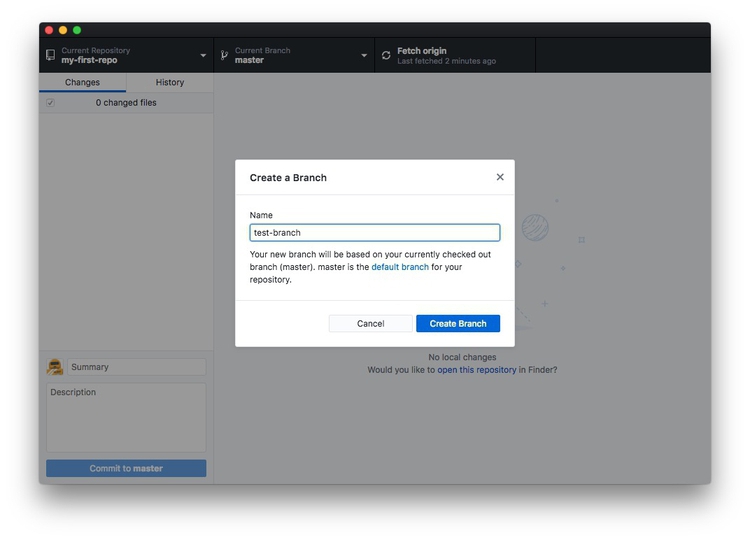 Current Repository
my-first-repo
Current Branch
master
Fetch origin
Last fetched 2 minutes ago
Changes
History
0 changed files
Create a Branch
Name
test-branch
Your new branch will be based on your currently checked out
branch (master). master is the default branch for your
repository.
Cancel
Create Branch
No local changes
Would you like to open this repository in Finder?
Summary
Description
Commit to master